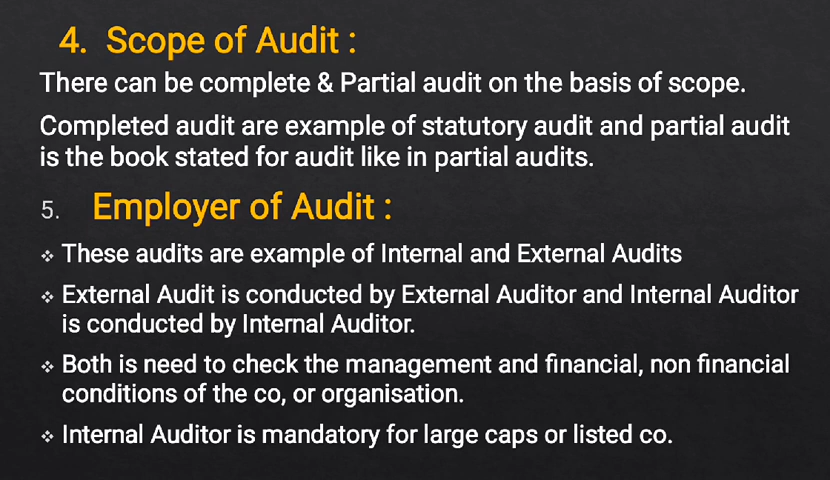 4. Scope of Audit :
There can be complete & Partial audit on the basis of scope.
Completed audit are example of statutory audit and partial audit
is the book stated for audit like in partial audits.
5. Employer of Audit :
❖ These audits are example of Internal and External Audits
❖ External Audit is conducted by External Auditor and Internal Auditor
is conducted by Internal Auditor.
❖ Both is need to check the management and financial, non financial
conditions of the co, or organisation.
❖ Internal Auditor is mandatory for large caps or listed co.